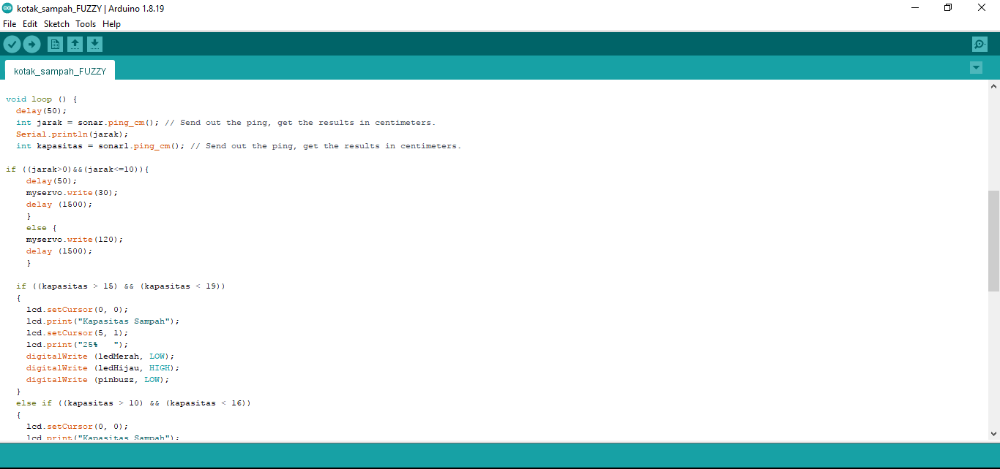 kotak_sampah_FUZZY | Arduino 1.8.19
File Edit Sketch Tools Help
kotak_sampah_FUZZY
void loop () {
  delay(50);
  int jarak = sonar.ping_cm(); // Send out the ping, get the results in centimeters.
  Serial.println(jarak);
  int kapasitas = sonar1.ping_cm(); // Send out the ping, get the results in centimeters.
if ((jarak>0)&&(jarak<=10)){
    delay(50);
    myservo.write(30);
    delay (1500);
    }
    else {
    myservo.write(120);
    delay (1500);
    }
  if ((kapasitas > 15) && (kapasitas < 19))
  {
    lcd.setCursor(0, 0);
    lcd.print("Kapasitas Sampah");
    lcd.setCursor(5, 1);
    lcd.print("25%   ");
    digitalWrite (ledMerah, LOW);
    digitalWrite (ledHijau, HIGH);
    digitalWrite (pinbuzz, LOW);
  }
  else if ((kapasitas > 10) && (kapasitas < 16))
  {
    lcd.setCursor(0, 0);
    lcd.print("Kapasitas Sampah");